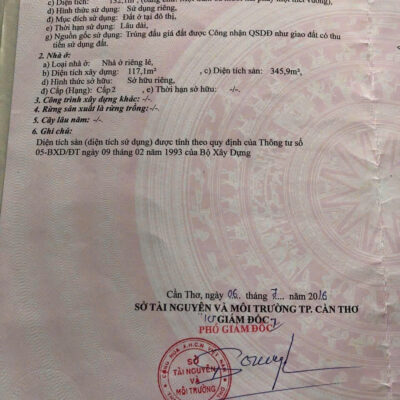 c) Diện tích: 132,1m²,
d) Hình thức sử dụng: Sử dụng riêng,
đ) Mục đích sử dụng: Đất ở tại đô thị,
e) Thời hạn sử dụng: Lâu dài,
g) Nguồn gốc sử dụng: Trúng đấu giá đất được Công nhận QSDĐ như giao đất có thu
tiền sử dụng đất.
2. Nhà ở:
a) Loại nhà ở: Nhà ở riêng lẻ,
b) Diện tích xây dựng: 117,1m² , c) Diện tích sàn: 345,9m²,
d) Hình thức sở hữu: Sở hữu riêng,
đ) Cấp (Hạng): Cấp 2 , e) Thời hạn sở hữu: -/-.
3. Công trình xây dựng khác: -/-.
4. Rừng sản xuất là rừng trồng: -/-.
5. Cây lâu năm: -/-.
6. Ghi chú:
Diện tích sàn (diện tích sử dụng) được tính theo quy định của Thông tư số
05-BXD/ĐT ngày 09 tháng 02 năm 1993 của Bộ Xây Dựng
Cần Thơ, ngày 06. tháng 7... năm 2016
SỞ TÀI NGUYÊN VÀ MÔI TRƯỜNG TP. CẦN THƠ
GIÁM ĐỐC
PHÓ GIÁM ĐỐC
CỘNG HÒA X.H.C.N VIỆT NAM
SỞ
TÀI NGUYÊN
VÀ
MÔI TRƯỜNG